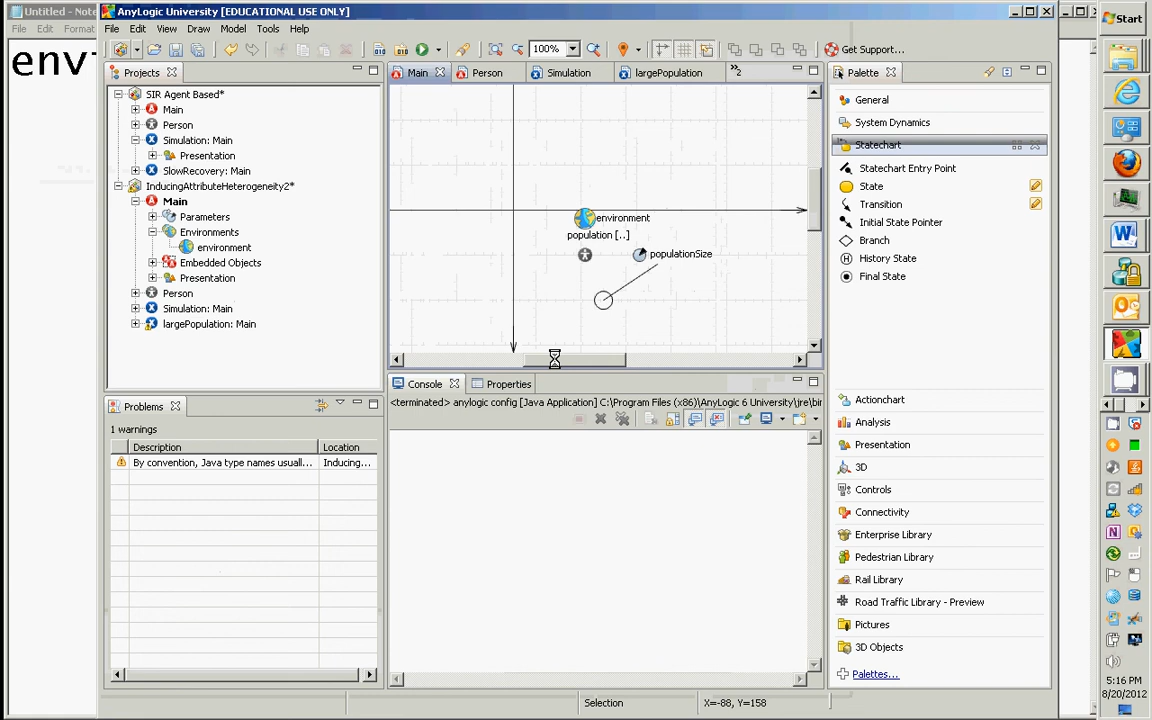 Untitled - Note
File Edit Format
envi
AnyLogic University [EDUCATIONAL USE ONLY]
File Edit View Draw Model Tools Help
100% Get Support...
Projects
SIR Agent Based*
Main
Person
Simulation: Main
Presentation
SlowRecovery: Main
InducingAttributeHeterogeneity2*
Main
Parameters
Environments
environment
Embedded Objects
Presentation
Person
Simulation: Main
largePopulation: Main
Problems
1 warnings
Description Location
By convention, Java type names usuall... Inducing...
Main Person Simulation largePopulation »2
environment
population [..]
populationSize
Console Properties
<terminated> anylogic config [Java Application] C:\Program Files (x86)\AnyLogic 6 University\jre\bin
Palette
General
System Dynamics
Statechart
Statechart Entry Point
State
Transition
Initial State Pointer
Branch
History State
Final State
Actionchart
Analysis
Presentation
3D
Controls
Connectivity
Enterprise Library
Pedestrian Library
Rail Library
Road Traffic Library - Preview
Pictures
3D Objects
Palettes...
Selection X=-88, Y=158
Start
5:16 PM
8/20/2012